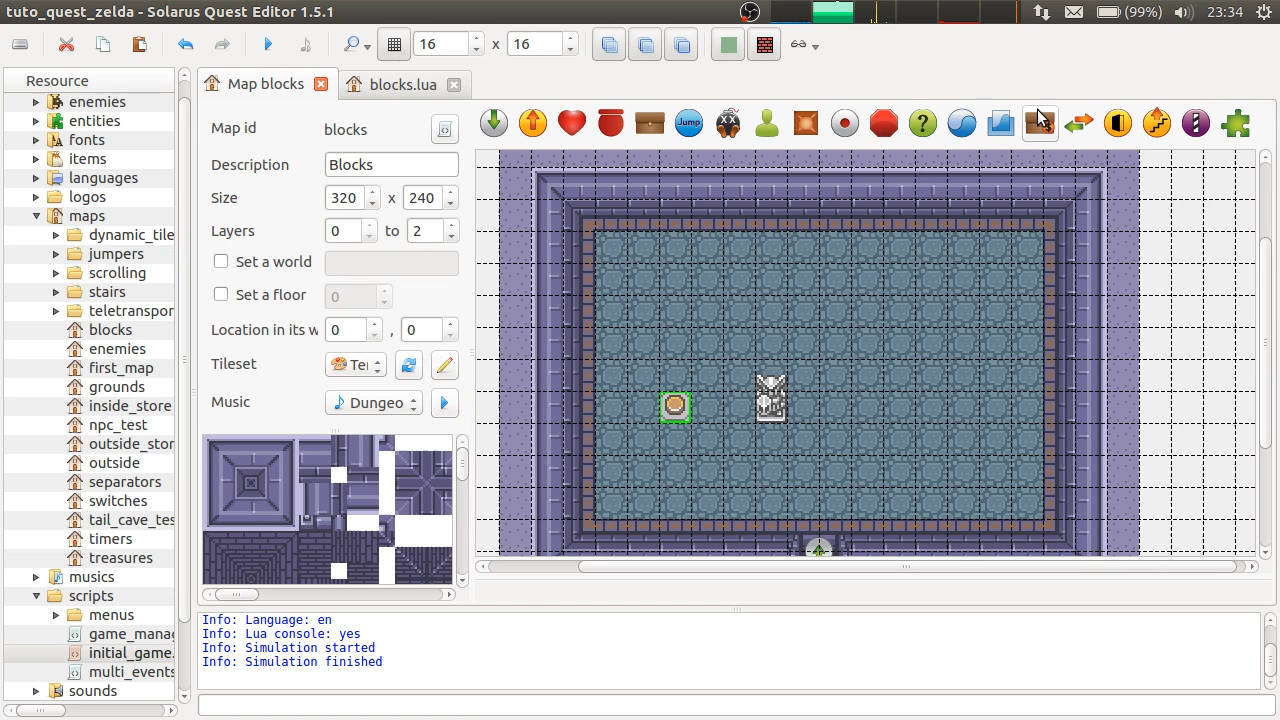 tuto_quest_zelda - Solarus Quest Editor 1.5.1
(99%)
23:34
16
x
16
Resource
enemies
entities
fonts
items
languages
logos
maps
dynamic_tile
jumpers
scrolling
stairs
teletranspor
blocks
enemies
first_map
grounds
inside_store
npc_test
outside_stor
outside
separators
switches
tail_cave_tes
timers
treasures
musics
scripts
menus
game_manag
initial_game.
multi_events
sounds
Map blocks
blocks.lua
Map id
blocks
Description
Blocks
Size
320
x
240
Layers
0
to
2
Set a world
Set a floor
0
Location in its w
0
,
0
Tileset
Te
Music
Dungeo
Jump
?
Info: Language: en
Info: Lua console: yes
Info: Simulation started
Info: Simulation finished